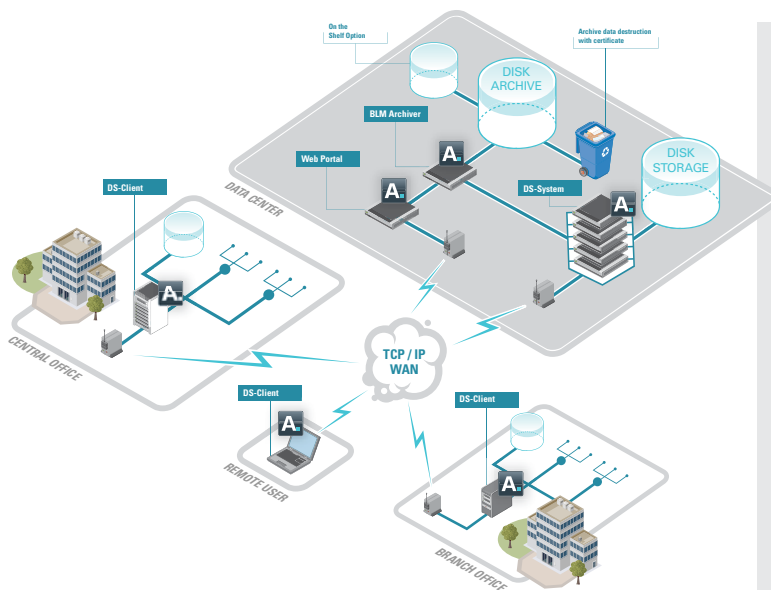 On the
Shelf Option
Archive data destruction
with certificate
DISK
ARCHIVE
BLM Archiver
A.
Web Portal
A.
DISK
STORAGE
DS-System
A.
DATA CENTER
DS-Client
A.
CENTRAL OFFICE
TCP / IP
WAN
DS-Client
A.
REMOTE USER
DS-Client
A.
BRANCH OFFICE